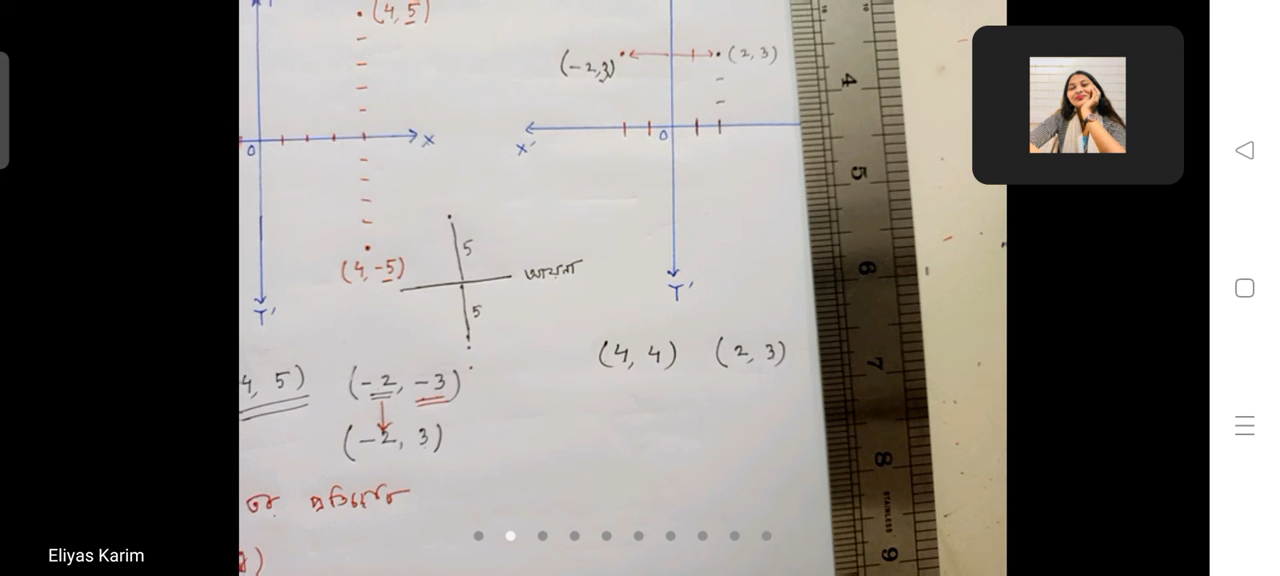 (4, 5)
(-2, 3)
(2, 3)
X
O
X'
O
(4, -5)
5
আয়না
5
Y'
Y'
(4, 4) (2, 3)
4, 5) (-2, -3)
(-2, 3)
4
5
6
7
8
STAINLESS
9
Eliyas Karim